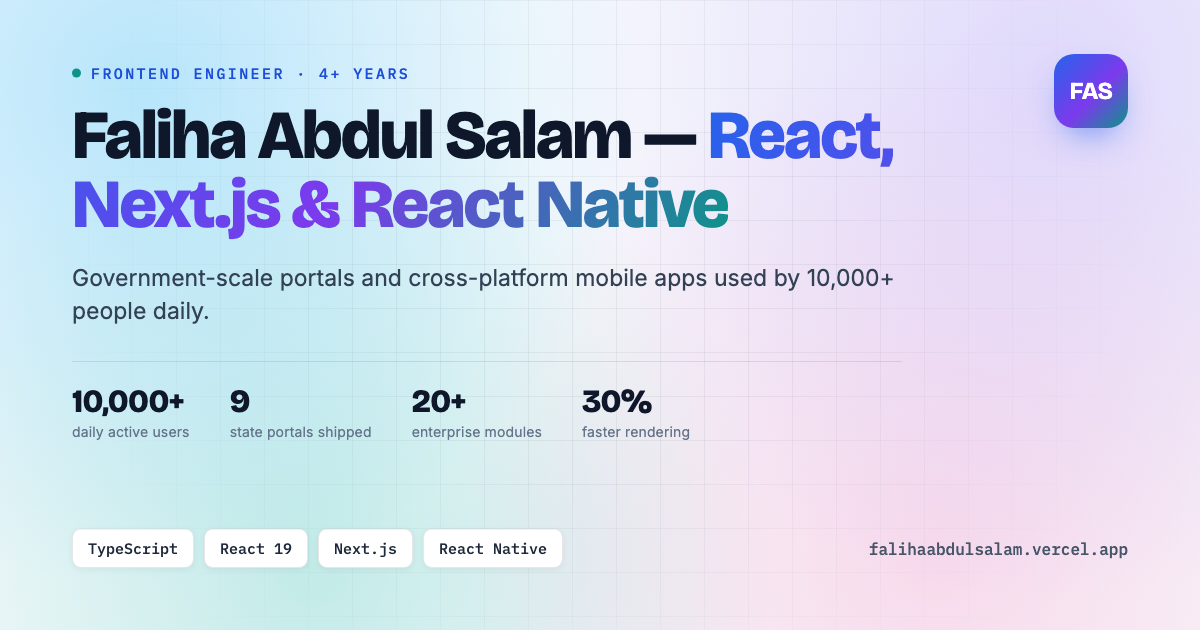 FRONTEND ENGINEER · 4+ YEARS
FAS
Faliha Abdul Salam — React,
Next.js & React Native
Government-scale portals and cross-platform mobile apps used by 10,000+
people daily.
10,000+ 9 20+ 30%
daily active users state portals shipped enterprise modules faster rendering
TypeScript React 19 Next.js React Native falihaabdulsalam.vercel.app